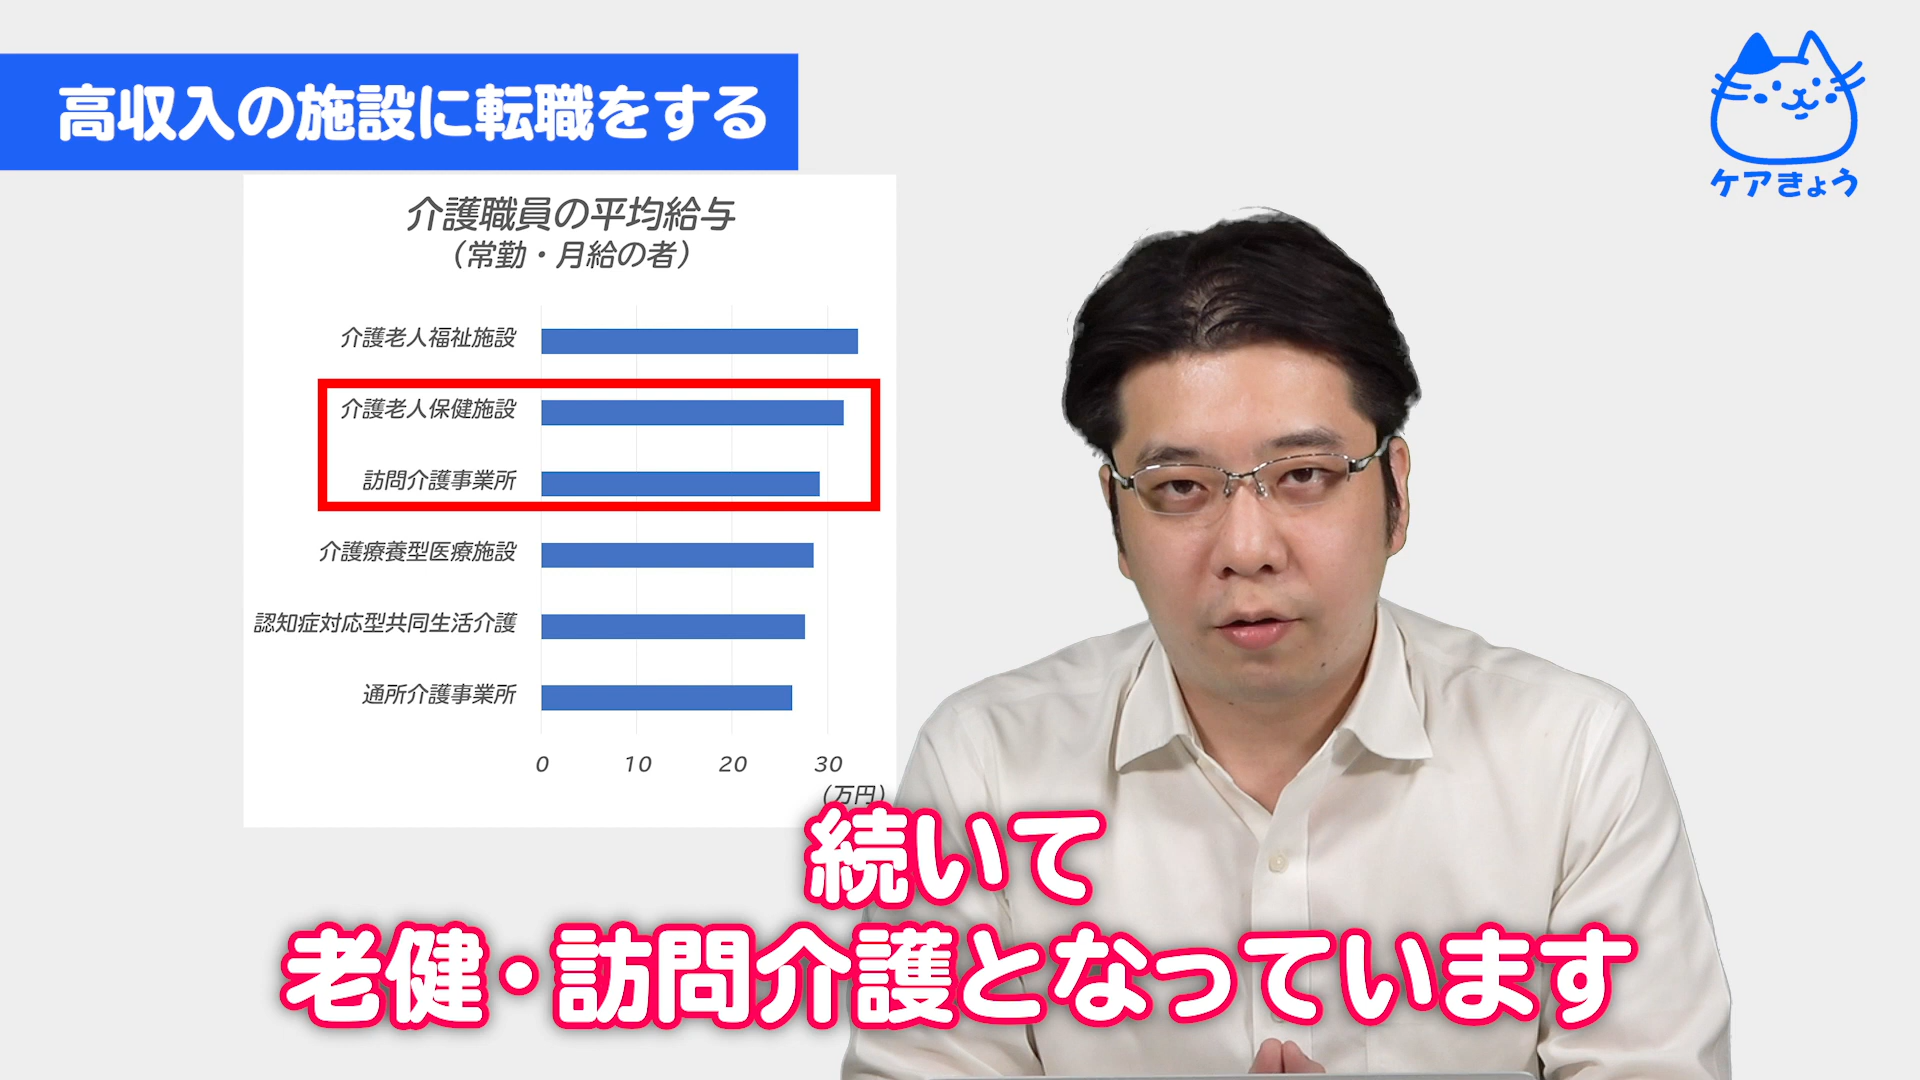 高収入の施設に転職をする
ケアきょう
介護職員の平均給与
（常勤・月給の者）
介護老人福祉施設
介護老人保健施設
訪問介護事業所
介護療養型医療施設
認知症対応型共同生活介護
通所介護事業所
0 10 20 30
（万円）
続いて
老健・訪問介護となっています